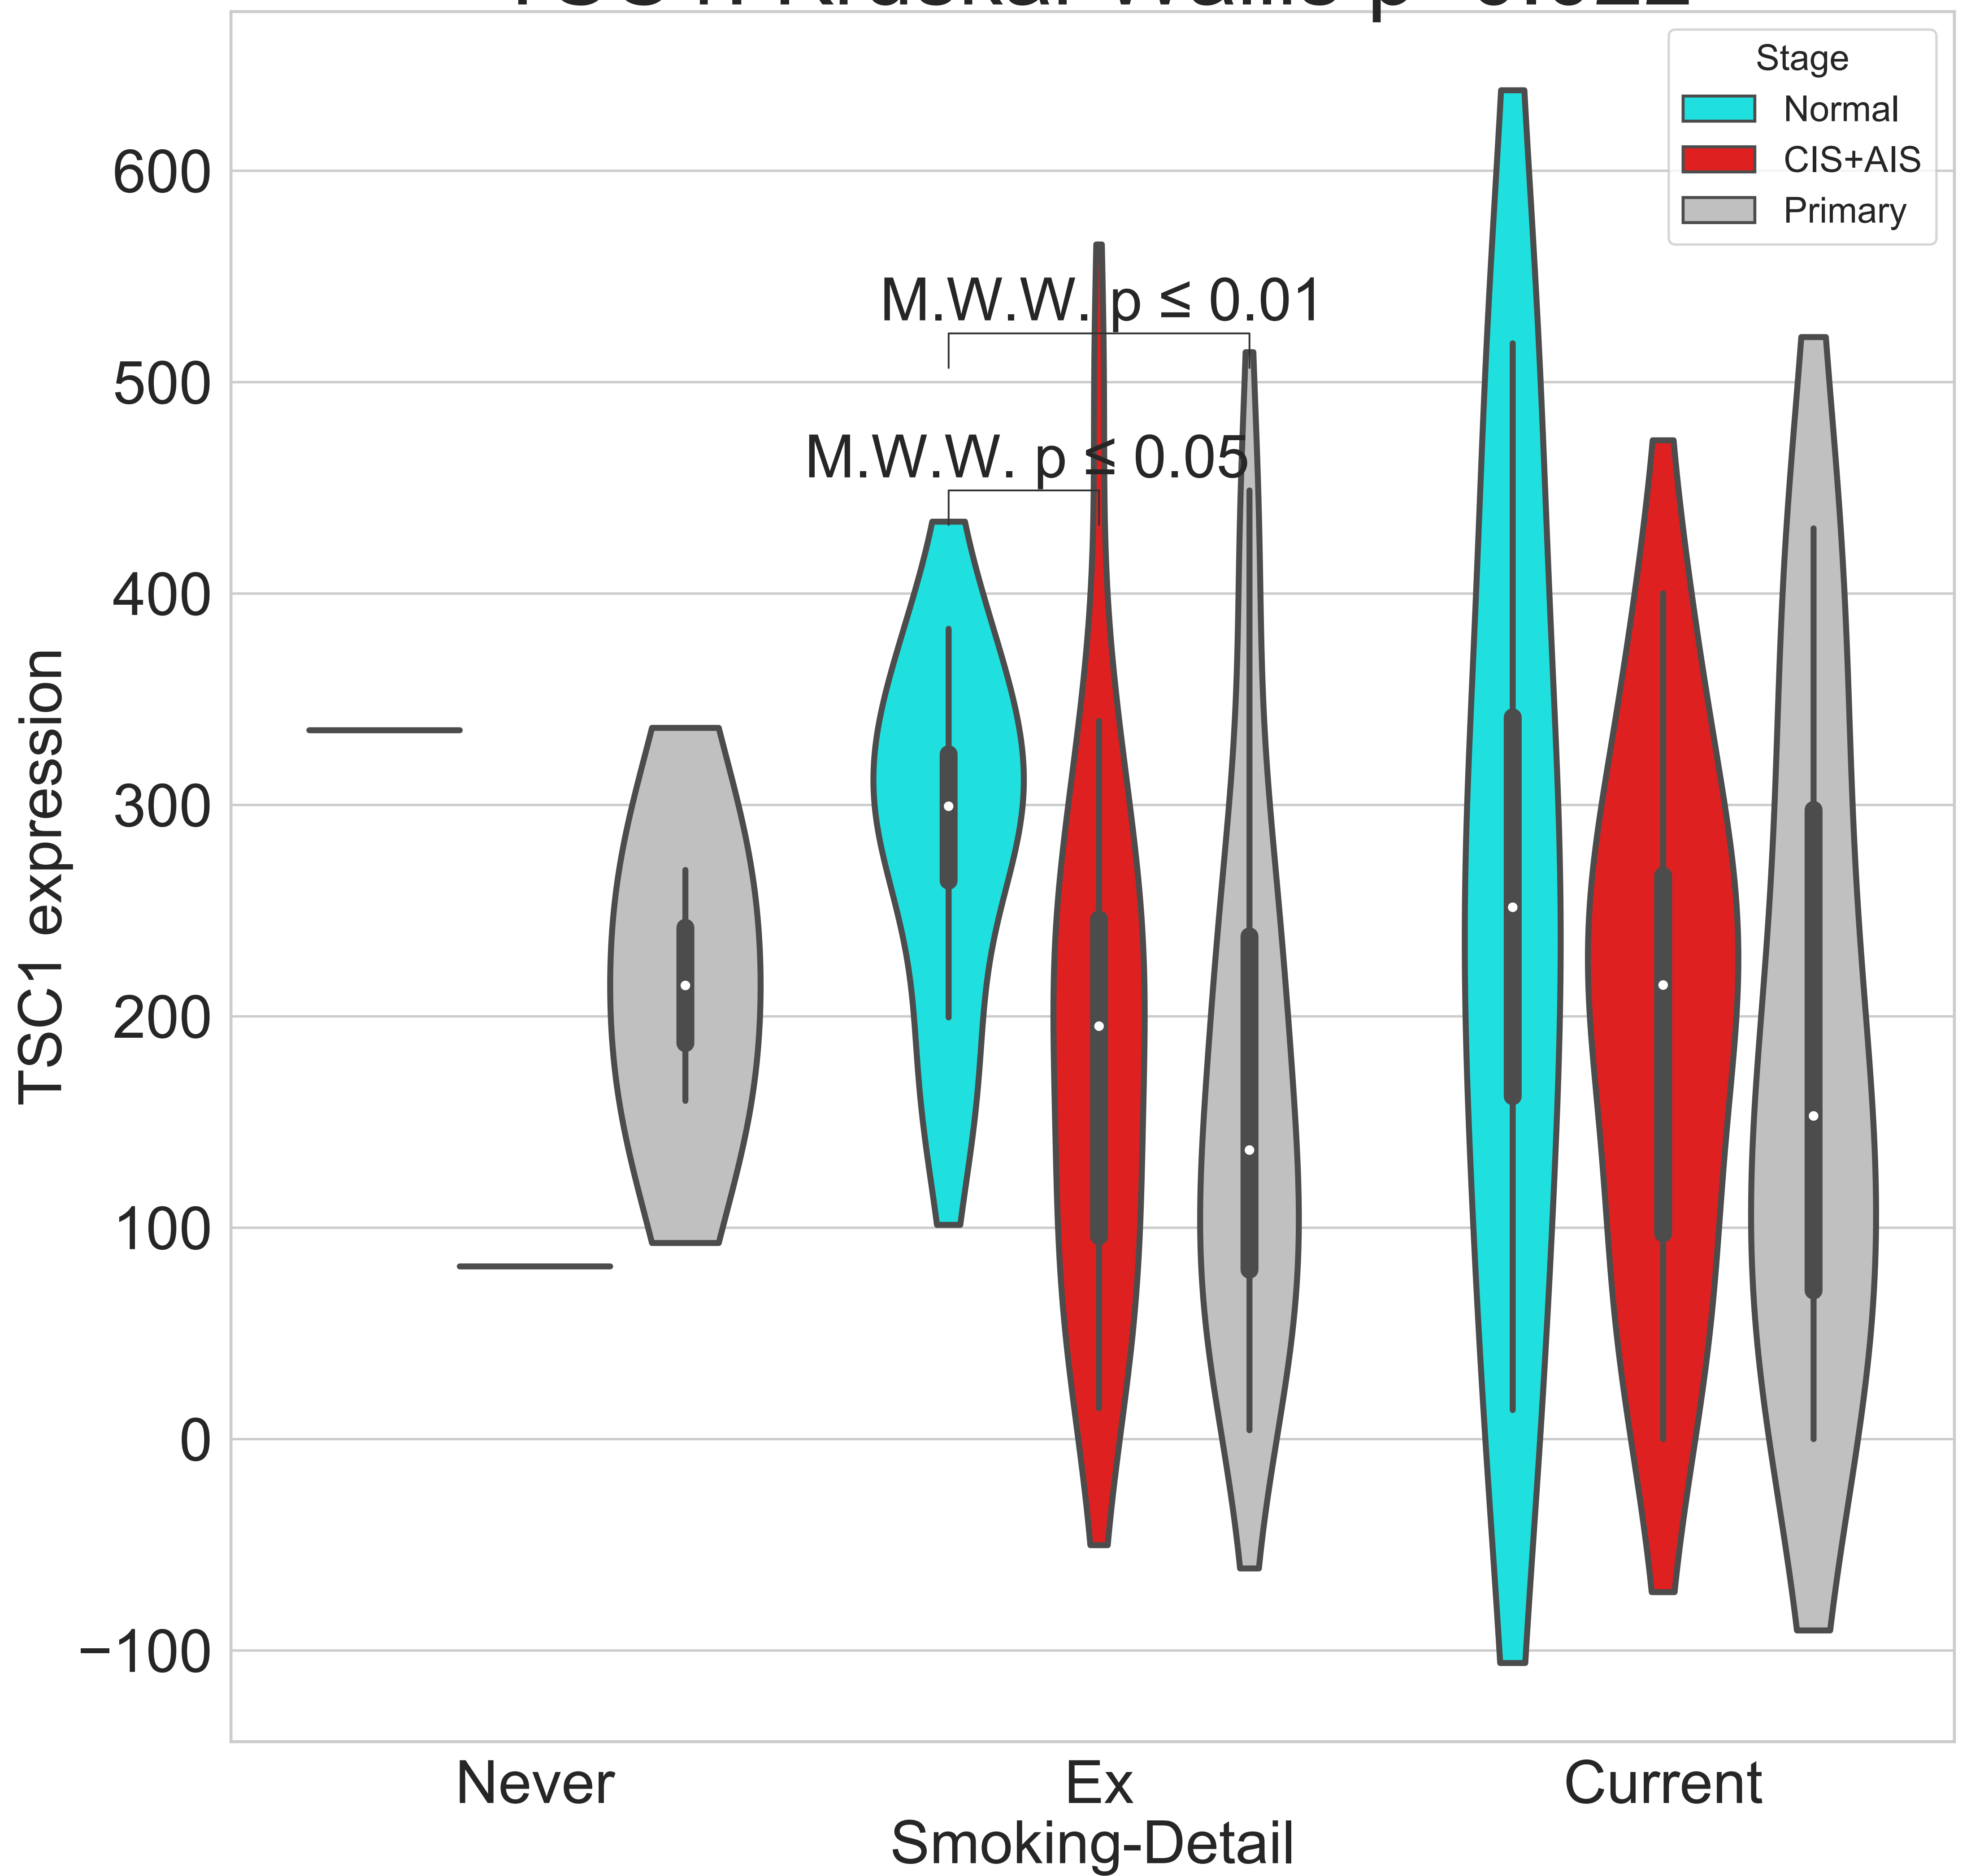 Stage
Normal
CIS+AIS
Primary
600
500
400
300
200
100
0
−100
TSC1 expression
M.W.W. p ≤ 0.01
M.W.W. p ≤ 0.05
Never
Ex
Current
Smoking-Detail